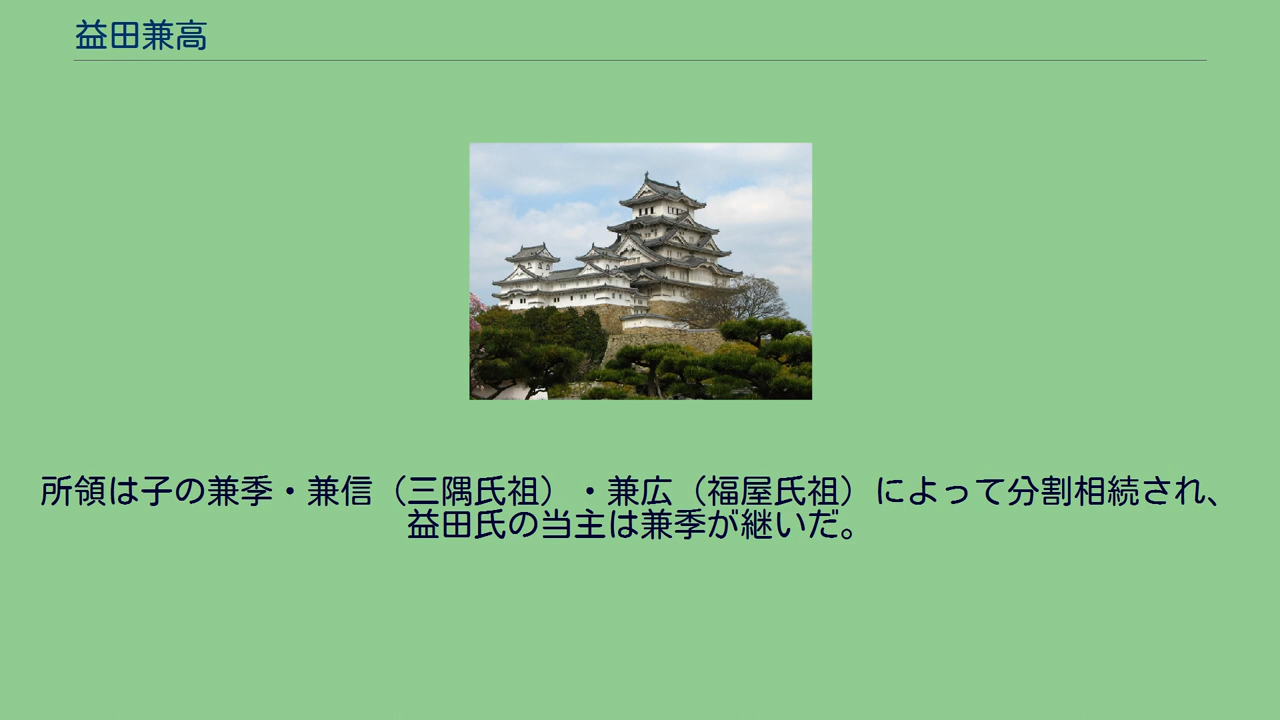 益田兼高
所領は子の兼季・兼信（三隅氏祖）・兼広（福屋氏祖）によって分割相続され、
益田氏の当主は兼季が継いだ。